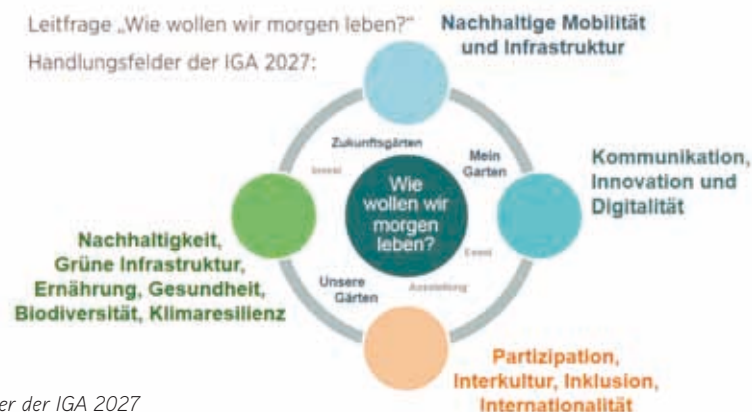 Leitfrage „Wie wollen wir morgen leben?“
Handlungsfelder der IGA 2027:
Nachhaltige Mobilität
und Infrastruktur
Zukunftsgärten
Invest
Mein
Garten
Wie
wollen wir
morgen
leben?
Kommunikation,
Innovation und
Digitalität
Nachhaltigkeit,
Grüne Infrastruktur,
Ernährung, Gesundheit,
Biodiversität, Klimaresilienz
Event
Unsere
Gärten
Ausstellung
Partizipation,
Interkultur, Inklusion,
Internationalität
er der IGA 2027